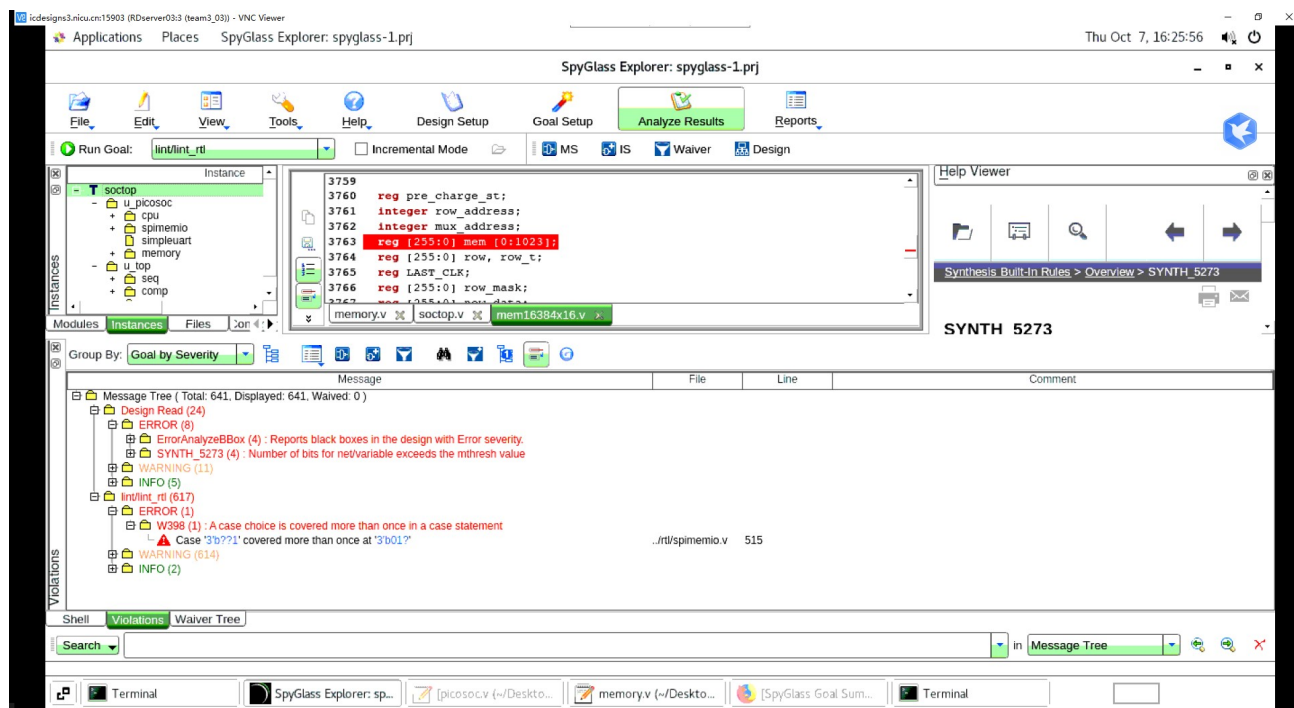 icdesigns3.nicu.cn:15903 (RDserver03:3 (team3_03)) - VNC Viewer
Applications Places SpyGlass Explorer: spyglass-1.prj Thu Oct 7, 16:25:56
SpyGlass Explorer: spyglass-1.prj
File Edit View Tools Help Design Setup Goal Setup Analyze Results Reports
Run Goal: lint/lint_rtl Incremental Mode MS IS Waiver Design
Instance
T soctop
u_picosoc
cpu
spimemio
simpleuart
memory
u_top
seq
comp
Instances
Modules Instances Files
3759
3760 reg pre_charge_st;
3761 integer row_address;
3762 integer mux_address;
3763 reg [255:0] mem [0:1023];
3764 reg [255:0] row, row_t;
3765 reg LAST_CLK;
3766 reg [255:0] row_mask;
3767 reg [255:0] row_data;
memory.v soctop.v mem16384x16.v
Help Viewer
Synthesis Built-In Rules > Overview > SYNTH_5273
SYNTH_5273
Group By: Goal by Severity
Message File Line Comment
Message Tree ( Total: 641, Displayed: 641, Waived: 0 )
Design Read (24)
ERROR (8)
ErrorAnalyzeBBox (4) : Reports black boxes in the design with Error severity.
SYNTH_5273 (4) : Number of bits for net/variable exceeds the mthresh value
WARNING (11)
INFO (5)
lint/lint_rtl (617)
ERROR (1)
W398 (1) : A case choice is covered more than once in a case statement
Case '3'b??1' covered more than once at '3'b01?' ../rtl/spimemio.v 515
WARNING (614)
INFO (2)
Violations
Shell Violations Waiver Tree
Search in Message Tree
Terminal SpyGlass Explorer: sp... [picosoc.v (~/Deskto... memory.v (~/Deskto... [SpyGlass Goal Sum... Terminal